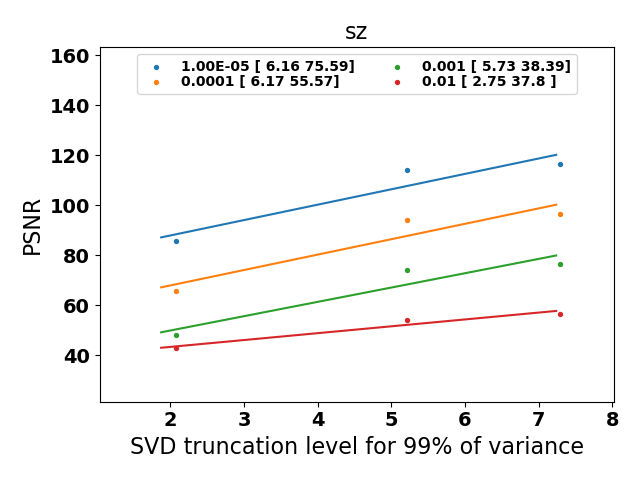 sz
160
140
120
100
80
60
40
PSNR
1.00E-05 [ 6.16 75.59]
0.0001 [ 6.17 55.57]
0.001 [ 5.73 38.39]
0.01 [ 2.75 37.8 ]
2 3 4 5 6 7 8
SVD truncation level for 99% of variance